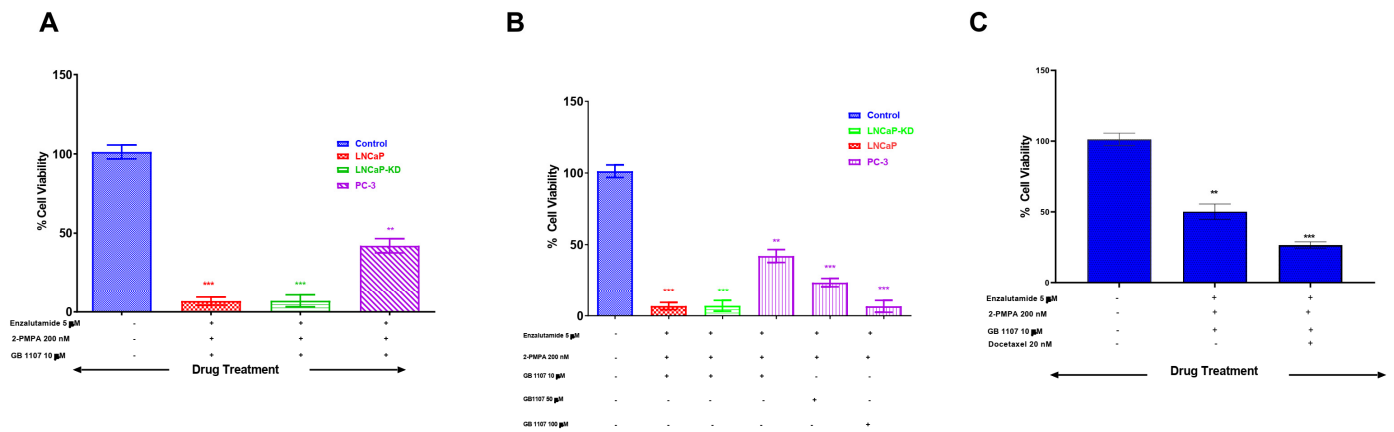 A
150
100
50
0
% Cell Viability
Control
LNCaP
LNCaP-KD
PC-3
***
***
**
Enzalutamide 5 µM - + + +
2-PMPA 200 nM - + + +
GB 1107 10 µM - + + +
Drug Treatment
B
150
100
50
0
% Cell Viability
Control
LNCaP-KD
LNCaP
PC-3
***
***
**
***
***
Enzalutamide 5 µM - + + + + +
2-PMPA 200 nM - + + + + +
GB 1107 10 µM - + + + - -
GB1107 50 µM - - - - + -
GB 1107 100 µM - - - - - +
C
150
100
50
0
% Cell Viability
**
***
Enzalutamide 5 µM - + +
2-PMPA 200 nM - + +
GB 1107 10 µM - + +
Docetaxel 20 nM - - +
Drug Treatment